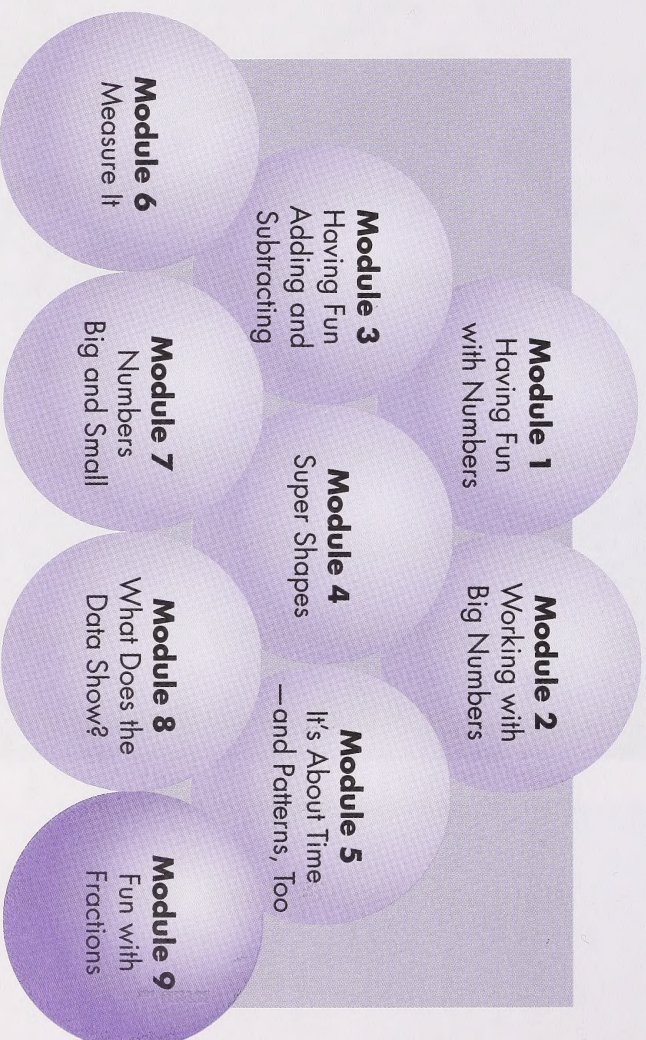 Module 1
Having Fun
with Numbers
Module 2
Working with
Big Numbers
Module 3
Having Fun
Adding and
Subtracting
Module 4
Super Shapes
Module 5
It's About Time
—and Patterns, Too
Module 6
Measure It
Module 7
Numbers
Big and Small
Module 8
What Does the
Data Show?
Module 9
Fun with
Fractions